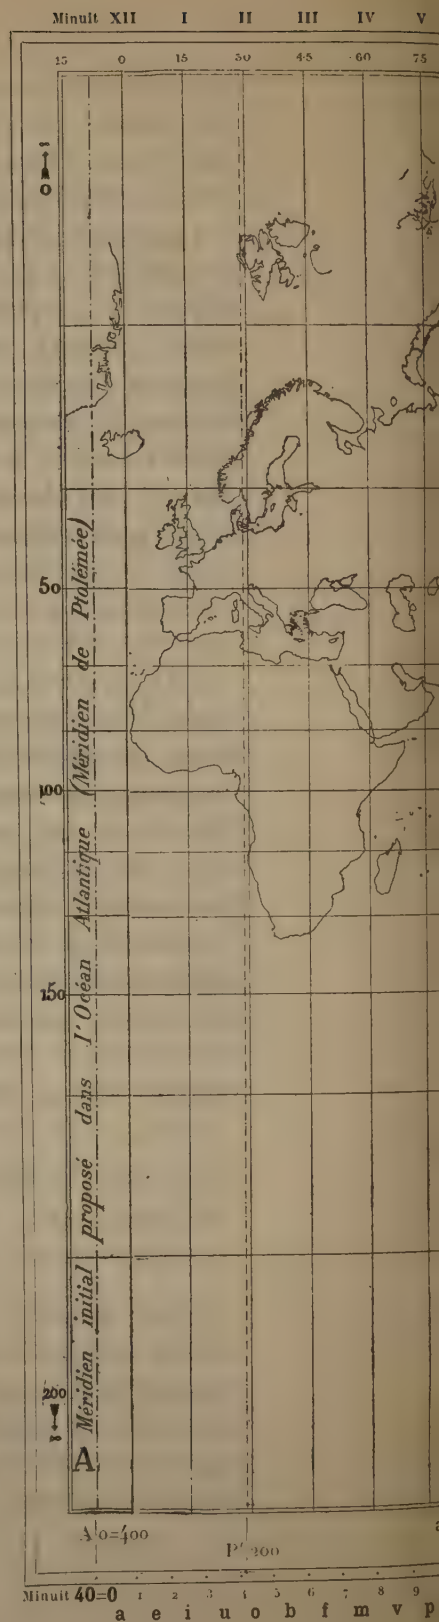 Minuit XII I II III IV V
15 0 15 30 45 60 75
0
50
100
150
200
Méridien initial proposé dans l'Océan Atlantique (Méridien de Ptolémée)
A
A 0=400
P' 200
Minuit 40=0 1 2 3 4 5 6 7 8 9
a e i u o b f m v p